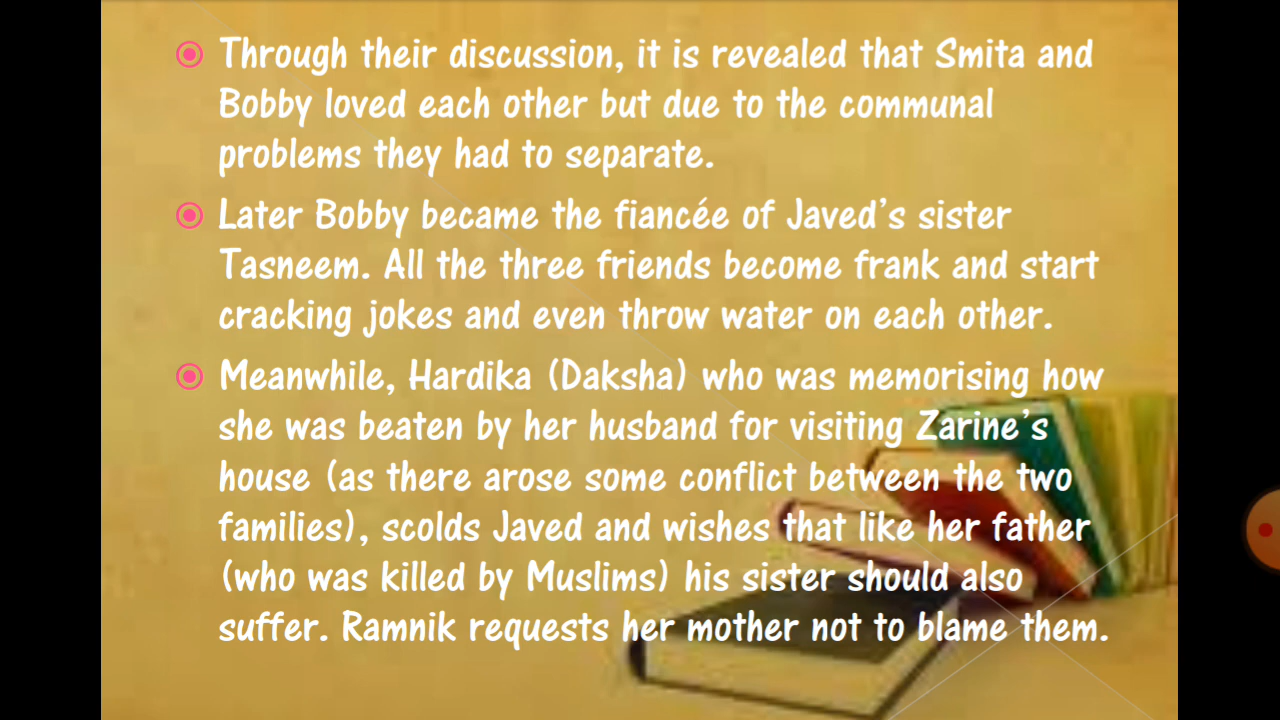 Through their discussion, it is revealed that Smita and
Bobby loved each other but due to the communal
problems they had to separate.
Later Bobby became the fiancée of Javed's sister
Tasneem. All the three friends become frank and start
cracking jokes and even throw water on each other.
Meanwhile, Hardika (Daksha) who was memorising how
she was beaten by her husband for visiting Zarine's
house (as there arose some conflict between the two
families), scolds Javed and wishes that like her father
(who was killed by Muslims) his sister should also
suffer. Ramnik requests her mother not to blame them.